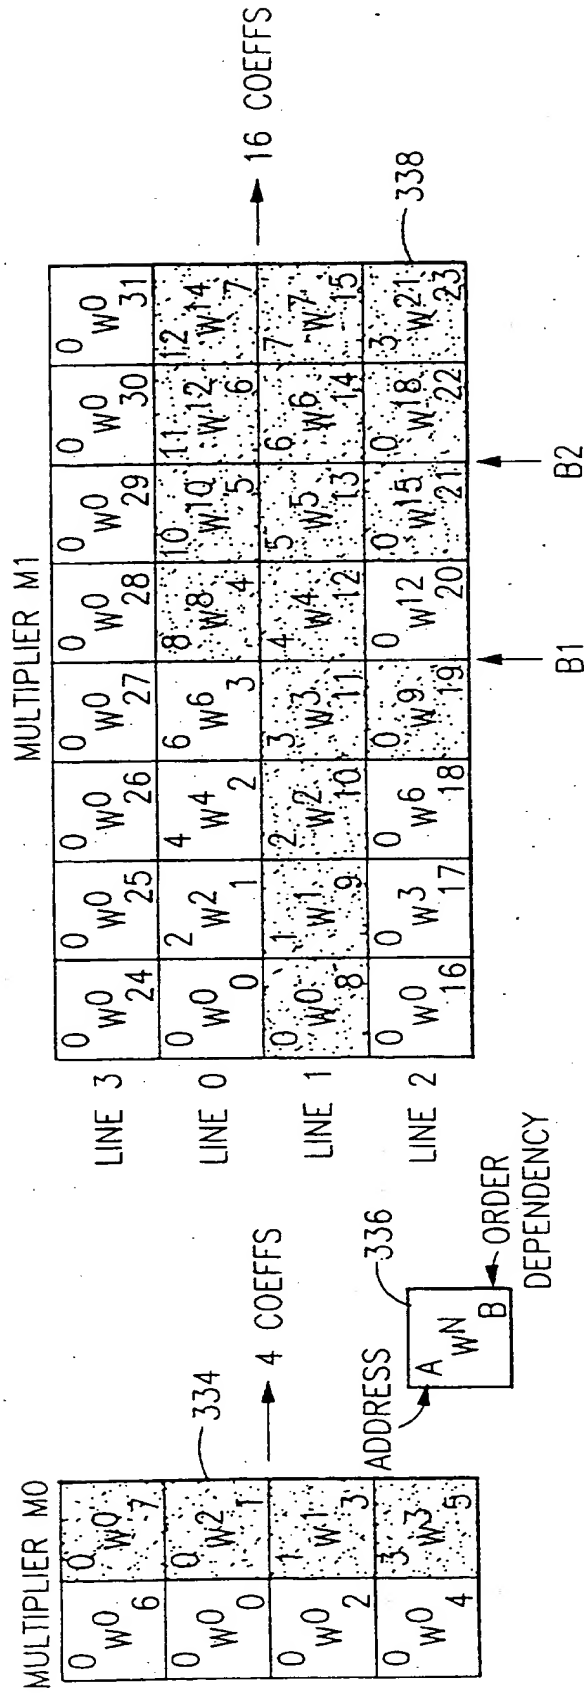 MULTIPLIER M0
0 0
W⁰ W⁰
6 7
0 0
W⁰ W²
0 1
0 1
W⁰ W¹
2 3
0 3
W⁰ W³
4 5
334
4 COEFFS
ADDRESS
336
A
Wᴺ
B
ORDER
DEPENDENCY
MULTIPLIER M1
LINE 3
0 0 0 0 0 0 0 0
W⁰ W⁰ W⁰ W⁰ W⁰ W⁰ W⁰ W⁰
24 25 26 27 28 29 30 31
LINE 0
0 2 4 6 8 10 11 12
W⁰ W² W⁴ W⁶ W⁸ W¹⁰ W¹² W¹⁴
0 1 2 3 4 5 6 7
LINE 1
0 1 2 3 4 5 6 7
W⁰ W¹ W² W³ W⁴ W⁵ W⁶ W⁷
8 9 10 11 12 13 14 15
LINE 2
0 0 0 0 0 0 0 3
W⁰ W³ W⁶ W⁹ W¹² W¹⁵ W¹⁸ W²¹
16 17 18 19 20 21 22 23
16 COEFFS
338
B1
B2